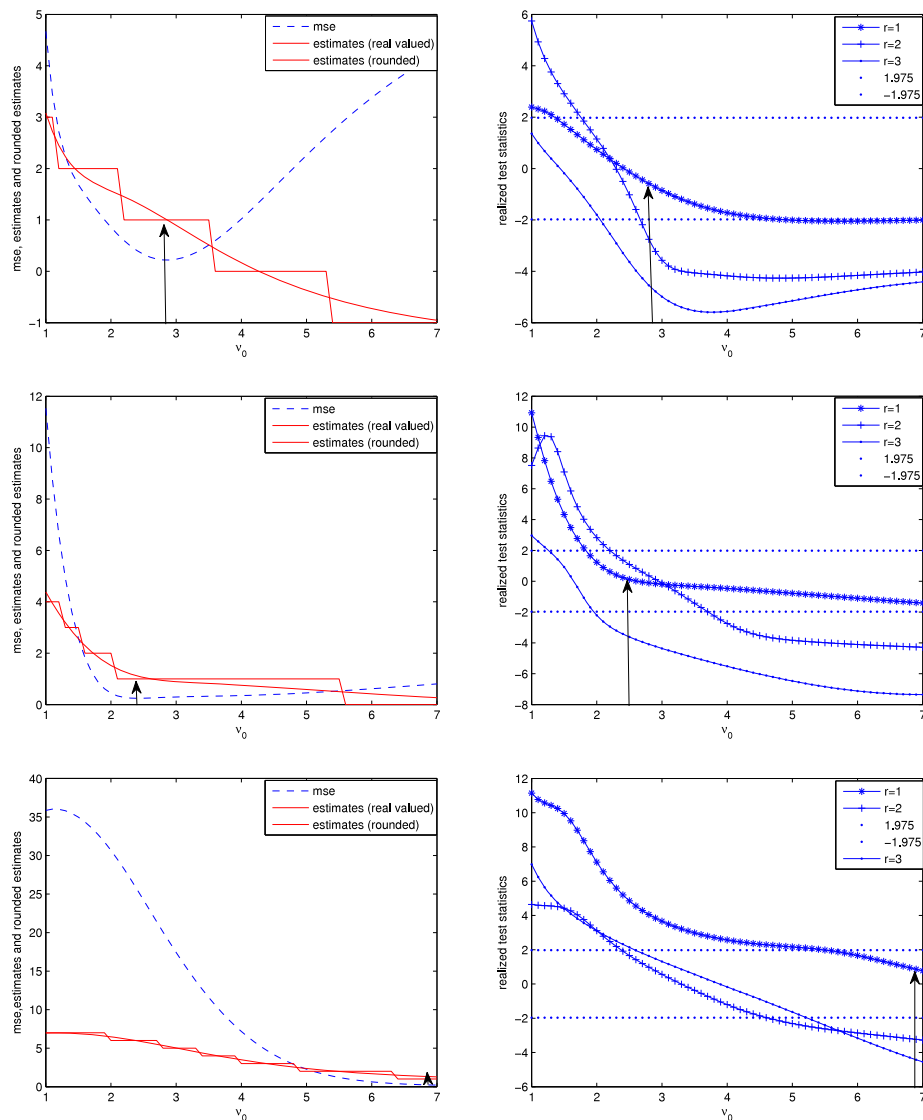 mse, estimates and rounded estimates
5
4
3
2
1
0
−1
1 2 3 4 5 6 7
ν0
mse
estimates (real valued)
estimates (rounded)
realized test statistics
6
4
2
0
−2
−4
−6
1 2 3 4 5 6 7
ν0
r=1
r=2
r=3
1.975
−1.975
mse, estimates and rounded estimates
12
10
8
6
4
2
0
1 2 3 4 5 6 7
ν0
mse
estimates (real valued)
estimates (rounded)
realized test statistics
12
10
8
6
4
2
0
−2
−4
−6
−8
1 2 3 4 5 6 7
ν0
r=1
r=2
r=3
1.975
−1.975
mse,estimates and rounded estimates
40
35
30
25
20
15
10
5
0
1 2 3 4 5 6 7
ν0
mse
estimates (real valued)
estimates (rounded)
realized test statistics
12
10
8
6
4
2
0
−2
−4
−6
1 2 3 4 5 6 7
ν0
r=1
r=2
1.975
−1.975
r=3